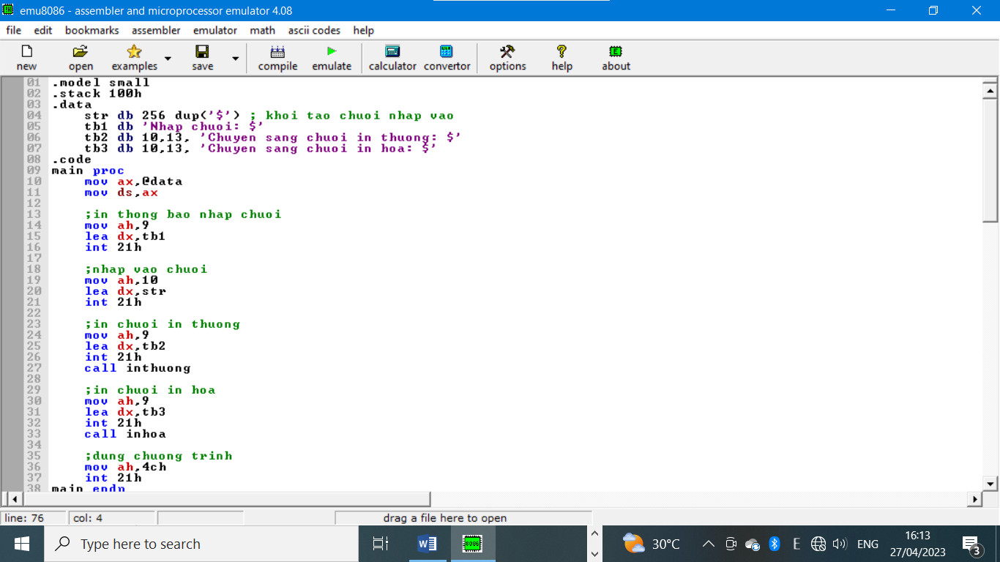 emu8086 - assembler and microprocessor emulator 4.08
file edit bookmarks assembler emulator math ascii codes help
new open examples save compile emulate calculator convertor options help about
01 .model small
02 .stack 100h
03 .data
04 str db 256 dup('$') ; khoi tao chuoi nhap vao
05 tb1 db 'Nhap chuoi: $'
06 tb2 db 10,13, 'Chuyen sang chuoi in thuong: $'
07 tb3 db 10,13, 'Chuyen sang chuoi in hoa: $'
08 .code
09 main proc
10 mov ax,@data
11 mov ds,ax
12
13 ;in thong bao nhap chuoi
14 mov ah,9
15 lea dx,tb1
16 int 21h
17
18 ;nhap vao chuoi
19 mov ah,10
20 lea dx,str
21 int 21h
22
23 ;in chuoi in thuong
24 mov ah,9
25 lea dx,tb2
26 int 21h
27 call inthuong
28
29 ;in chuoi in hoa
30 mov ah,9
31 lea dx,tb3
32 int 21h
33 call inhoa
34
35 ;dung chuong trinh
36 mov ah,4ch
37 int 21h
38 main endp
line: 76 col: 4 drag a file here to open
Type here to search W 8086 30°C E ENG 16:13
27/04/2023 3